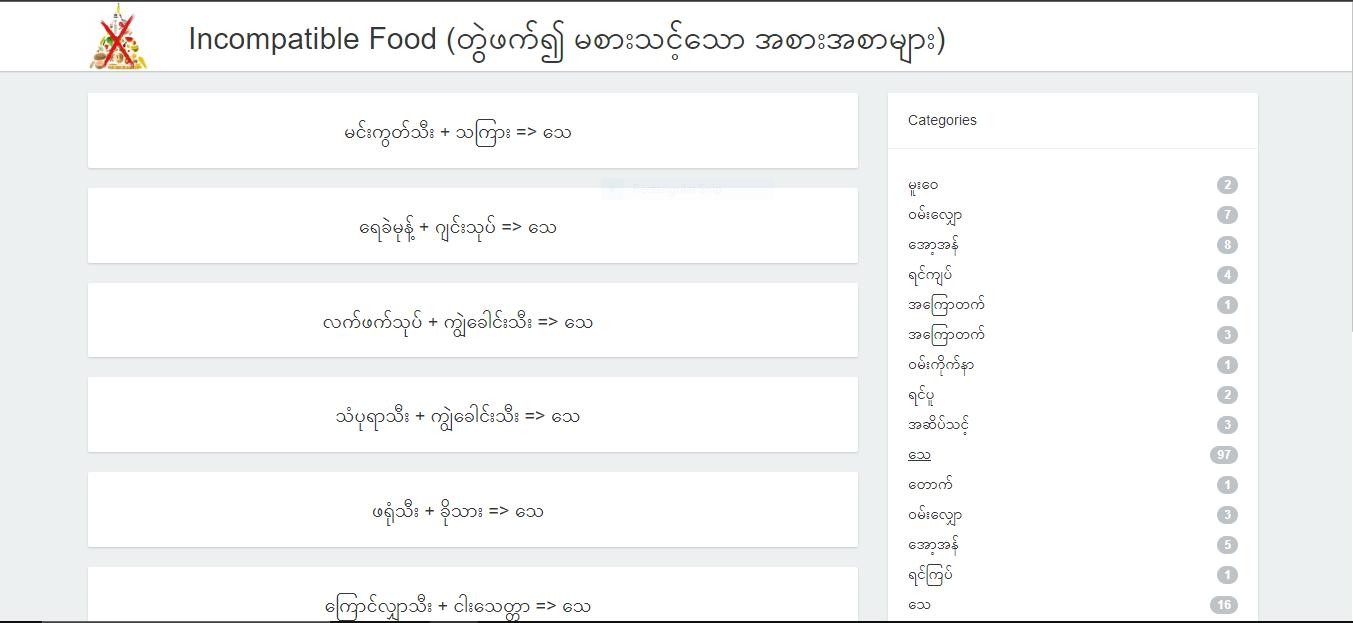 Incompatible Food (တွဲဖက်၍ မစားသင့်သော အစားအစာများ)
မင်းကွတ်သီး + သကြား => သေ
ရေခဲမုန့် + ဂျင်းသုပ် => သေ
လက်ဖက်သုပ် + ကျွဲခေါင်းသီး => သေ
သံပုရာသီး + ကျွဲခေါင်းသီး => သေ
ဖရုံသီး + ခိုသား => သေ
ကြောင်လျှာသီး + ငါးသေတ္တာ => သေ
Categories
မူးဝေ 2
ဝမ်းလျှော 7
အော့အန် 8
ရင်ကျပ် 4
အကြောတက် 1
အကြောတက် 3
ဝမ်းကိုက်နာ 1
ရင်ပူ 2
အဆိပ်သင့် 3
သေ 97
တောက် 1
ဝမ်းလျှော 3
အော့အန် 5
ရင်ကြပ် 1
သေ 16
Rectangular Snip